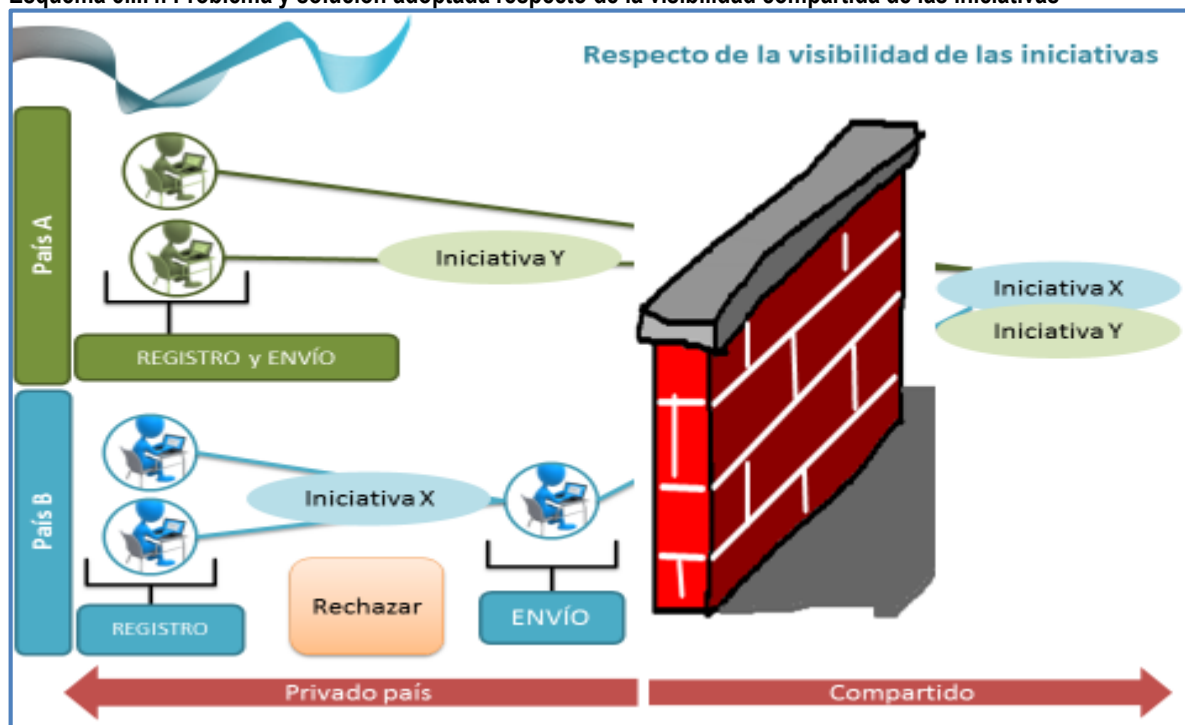 Respecto de la visibilidad de las iniciativas
País A
Iniciativa Y
REGISTRO y ENVÍO
Iniciativa X
Iniciativa Y
País B
Iniciativa X
REGISTRO
Rechazar
ENVÍO
Privado país
Compartido